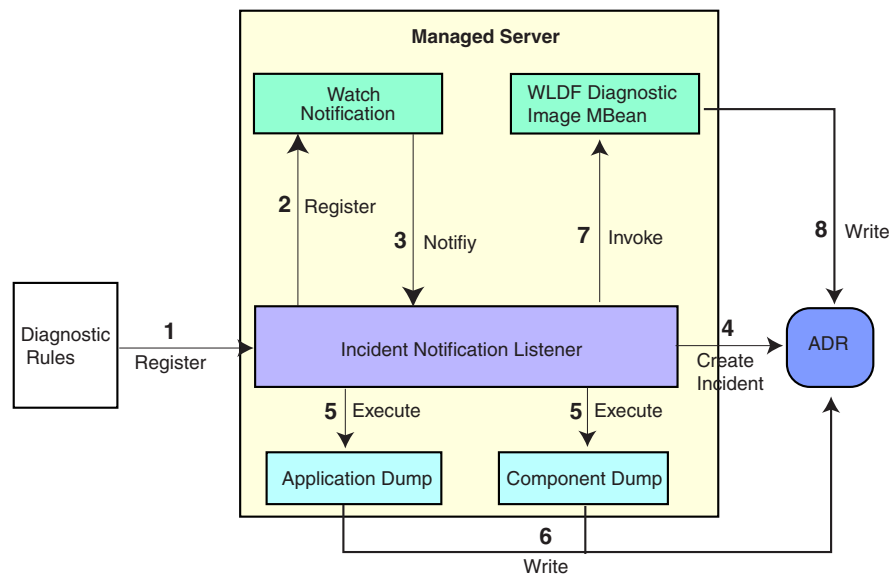 Managed Server
Watch
Notification
WLDF Diagnostic
Image MBean
2 Register
3 Notifiy
7 Invoke
8 Write
Diagnostic
Rules
1
Register
Incident Notification Listener
4
Create
Incident
ADR
5 Execute
5 Execute
Application Dump
Component Dump
6
Write